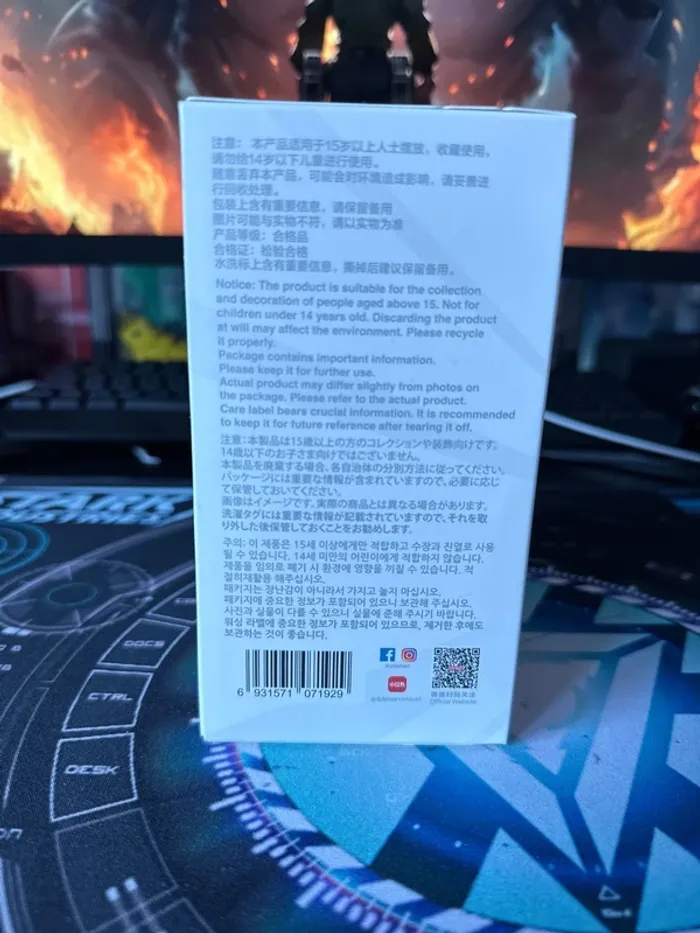 注意： 本产品适用于15岁以上人士摆放、收藏使用，
请勿给14岁以下儿童进行使用。
随意丢弃本产品，可能会对环境造成影响，请妥善进
行回收处理。
包装上含有重要信息，请保留备用
图片可能与实物不符，请以实物为准
产品等级：合格品
合格证：检验合格
水洗标上含有重要信息，撕掉后建议保留备用。
Notice: The product is suitable for the collection
and decoration of people aged above 15. Not for
children under 14 years old. Discarding the product
at will may affect the environment. Please recycle
it properly.
Package contains important information.
Please keep it for further use.
Actual product may differ slightly from photos on
the package. Please refer to the actual product.
Care label bears crucial information. It is recommended
to keep it for future reference after tearing it off.
注意：本製品は15歳以上の方のコレクションや装飾向けです。
14歳以下のお子さま向けではございません。
本製品を廃棄する場合、各自治体の分別方法に従ってください。
パッケージには重要な情報が含まれていますので、必要に応じ
て保管しておいてください。
画像はイメージです。実際の商品とは異なる場合があります。
洗濯タグには重要な情報が記載されていますので、それを取
り外した後保管しておくことをお勧めします。
주의: 이 제품은 15세 이상에게만 적합하고 수장과 진열로 사용
될 수 있습니다. 14세 미만의 어린이에게 적합하지 않습니다.
제품을 임의로 폐기 시 환경에 영향을 끼칠 수 있습니다. 적
절히재활용 해주십시오.
패키지는 장난감이 아니라서 가지고 놀지 마십시오.
패키지에 중요한 정보가 포함되어 있으니 보관해 주십시오.
사진과 실물이 다를 수 있으니 실물에 준해 주시기 바랍니다.
워싱 라벨에 중요한 정보가 포함되어 있으므로, 제거한 후에도
보관하는 것이 좋습니다.
6 931571 071929
小红书
微信扫码关注
Official Website
DOCS
CTRL
DESK